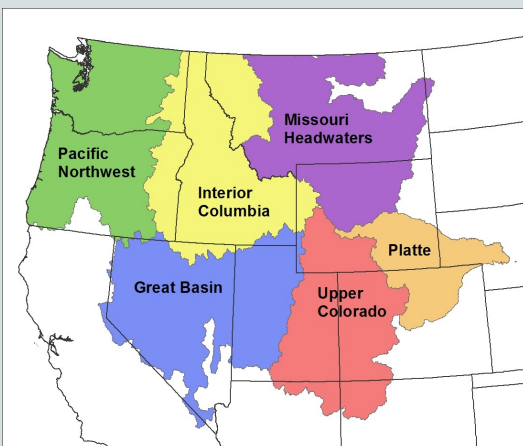 Missouri
Headwaters
Pacific
Northwest
Interior
Columbia
Platte
Great Basin
Upper
Colorado